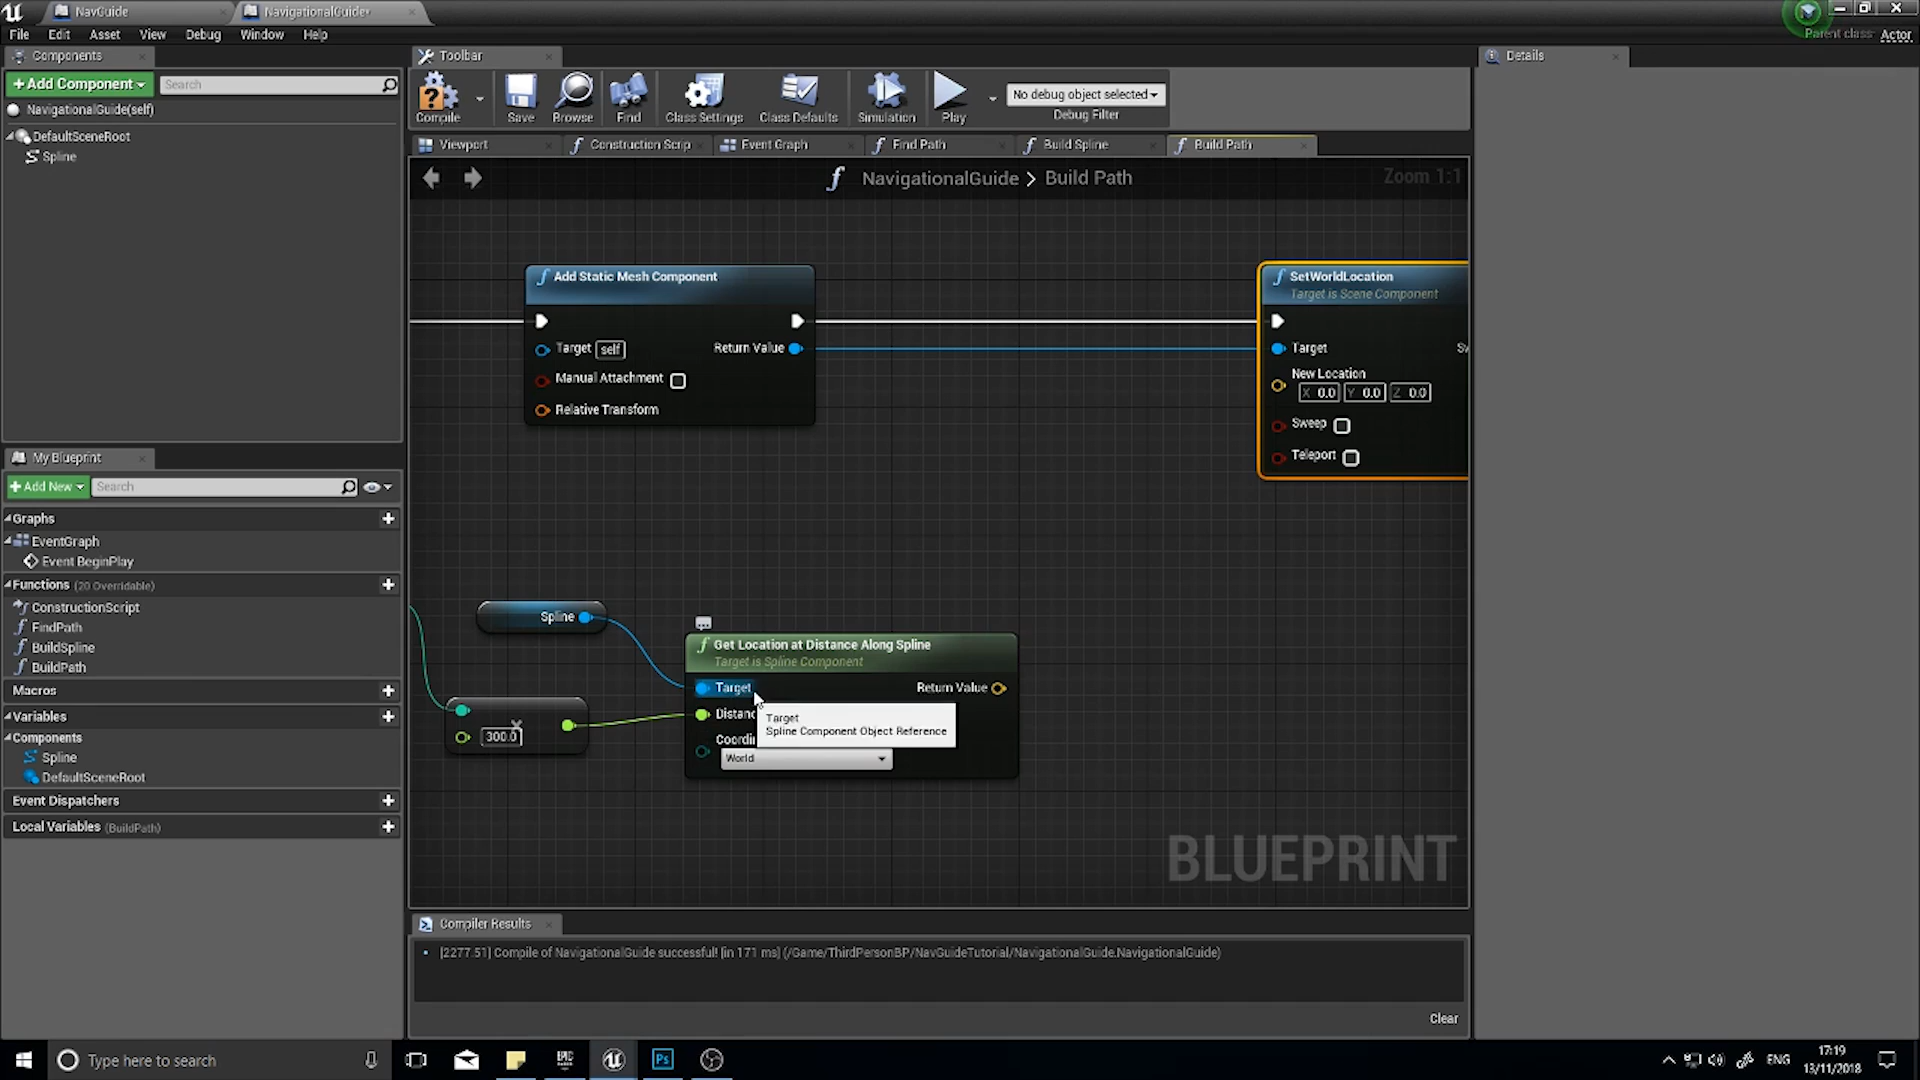 NavGuide
NavigationalGuide*
File Edit Asset View Debug Window Help
Parent class: Actor
Components
+Add Component
Search
NavigationalGuide(self)
DefaultSceneRoot
Spline
Toolbar
Compile
Save
Browse
Find
Class Settings
Class Defaults
Simulation
Play
No debug object selected
Debug Filter
Details
Viewport
Construction Scrip
Event Graph
Find Path
Build Spline
Build Path
NavigationalGuide > Build Path
Zoom 1:1
Add Static Mesh Component
Target self
Return Value
Manual Attachment
Relative Transform
SetWorldLocation
Target is Scene Component
Target
New Location
X 0.0 Y 0.0 Z 0.0
Sweep
Teleport
Spline
300.0
Get Location at Distance Along Spline
Target is Spline Component
Target
Return Value
Distanc
Coordi
World
Target
Spline Component Object Reference
BLUEPRINT
My Blueprint
+Add New
Search
Graphs
EventGraph
Event BeginPlay
Functions (20 Overridable)
ConstructionScript
FindPath
BuildSpline
BuildPath
Macros
Variables
Components
Spline
DefaultSceneRoot
Event Dispatchers
Local Variables (BuildPath)
Compiler Results
[2277.51] Compile of NavigationalGuide successful! [in 171 ms] (/Game/ThirdPersonBP/NavGuideTutorial/NavigationalGuide.NavigationalGuide)
Clear
Type here to search
EPIC
Ps
ENG
17:19
13/11/2018